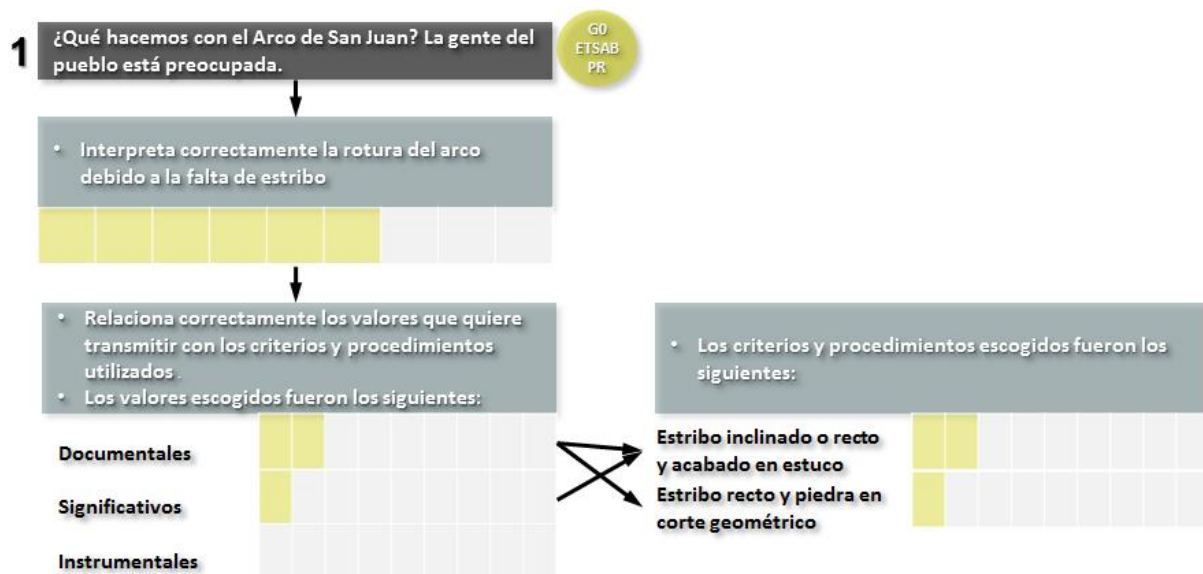 1
¿Qué hacemos con el Arco de San Juan? La gente del
pueblo está preocupada.
G0
ETSAB
PR
• Interpreta correctamente la rotura del arco
debido a la falta de estribo
• Relaciona correctamente los valores que quiere
transmitir con los criterios y procedimientos
utilizados .
• Los valores escogidos fueron los siguientes:
• Los criterios y procedimientos escogidos fueron los
siguientes:
Documentales
Significativos
Instrumentales
Estribo inclinado o recto
y acabado en estuco
Estribo recto y piedra en
corte geométrico